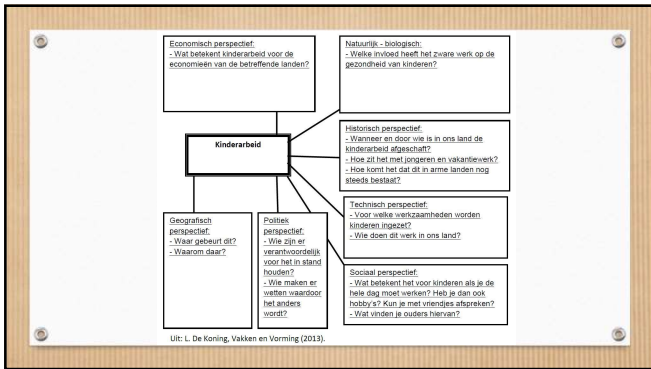 Economisch perspectief:
- Wat betekent kinderarbeid voor de
economieën van de betreffende landen?
Natuurlijk - biologisch:
- Welke invloed heeft het zware werk op de
gezondheid van kinderen?
Kinderarbeid
Historisch perspectief:
- Wanneer en door wie is in ons land de
kinderarbeid afgeschaft?
- Hoe zit het met jongeren en vakantiewerk?
- Hoe komt het dat dit in arme landen nog
steeds bestaat?
Technisch perspectief:
- Voor welke werkzaamheden worden
kinderen ingezet?
- Wie doen dit werk in ons land?
Geografisch
perspectief:
- Waar gebeurt dit?
- Waarom daar?
Politiek
perspectief:
- Wie zijn er
verantwoordelijk
voor het in stand
houden?
- Wie maken er
wetten waardoor
het anders
wordt?
Sociaal perspectief:
- Wat betekent het voor kinderen als je de
hele dag moet werken? Heb je dan ook
hobby's? Kun je met vriendjes afspreken?
- Wat vinden je ouders hiervan?
Uit: L. De Koning, Vakken en Vorming (2013).